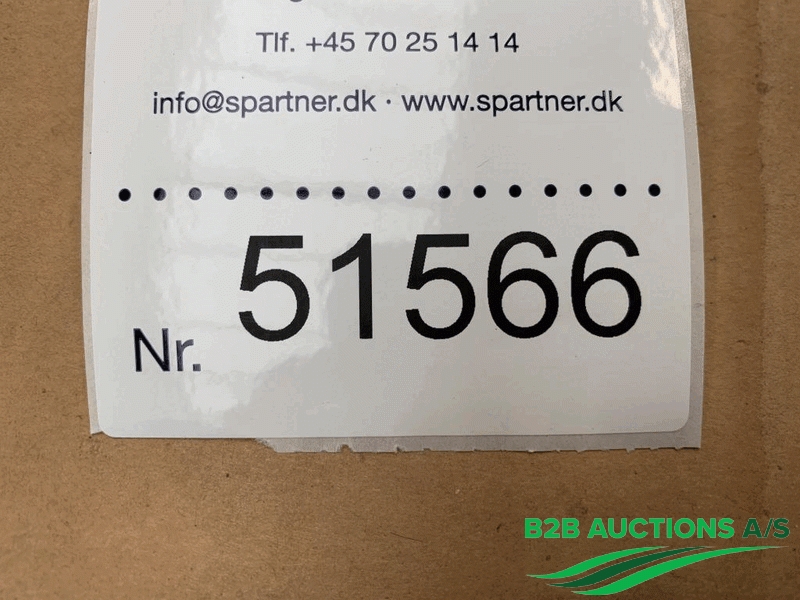 Tlf. +45 70 25 14 14
info@spartner.dk · www.spartner.dk
Nr. 51566
B2B AUCTIONS A/S